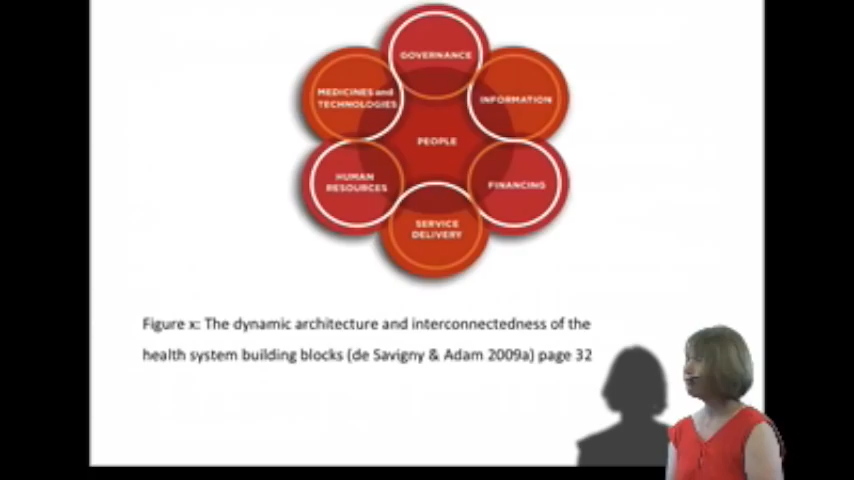 GOVERNANCE
MEDICINES and
TECHNOLOGIES
INFORMATION
PEOPLE
HUMAN
RESOURCES
FINANCING
SERVICE
DELIVERY
Figure x: The dynamic architecture and interconnectedness of the
health system building blocks (de Savigny & Adam 2009a) page 32